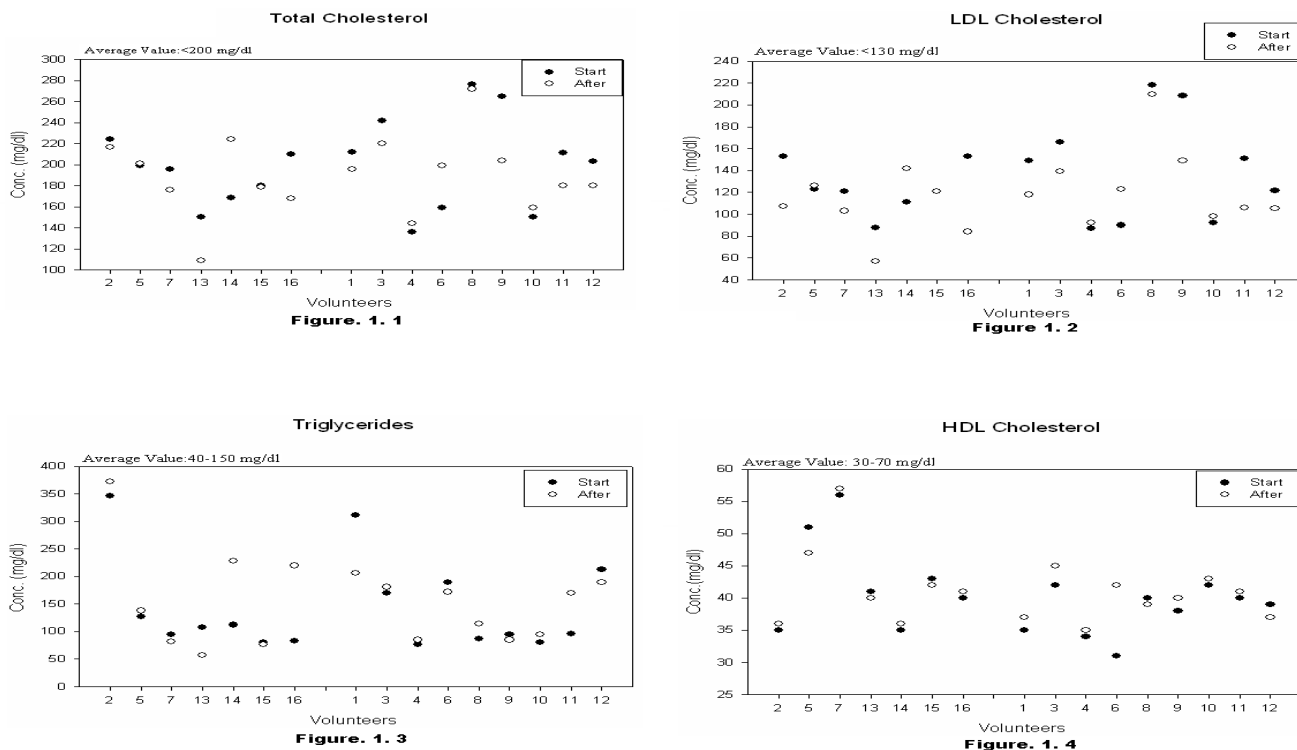 Total Cholesterol
Average Value:<200 mg/dl
Start
After
Conc. (mg/dl)
300
280
260
240
220
200
180
160
140
120
100
2 5 7 13 14 15 16 1 3 4 6 8 9 10 11 12
Volunteers
Figure. 1. 1
LDL Cholesterol
Average Value:<130 mg/dl
Start
After
Conc. (mg/dl)
240
220
200
180
160
140
120
100
80
60
40
2 5 7 13 14 15 16 1 3 4 6 8 9 10 11 12
Volunteers
Figure 1. 2
Triglycerides
Average Value:40-150 mg/dl
Start
After
Conc. (mg/dl)
400
350
300
250
200
150
100
50
0
2 5 7 13 14 15 16 1 3 4 6 8 9 10 11 12
Volunteers
Figure. 1. 3
HDL Cholesterol
Average Value: 30-70 mg/dl
Start
After
Conc. (mg/dl)
60
55
50
45
40
35
30
25
2 5 7 13 14 15 16 1 3 4 6 8 9 10 11 12
Volunteers
Figure. 1. 4